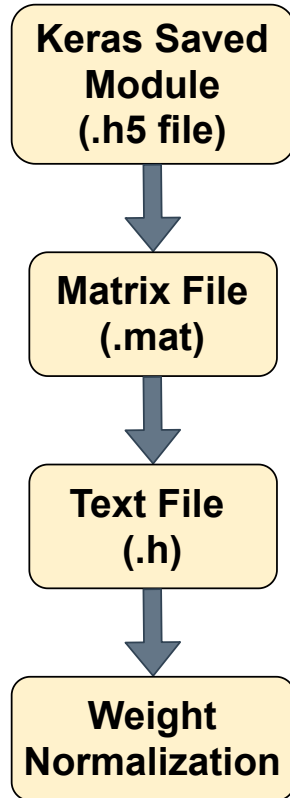 Keras Saved
Module
(.h5 file)
Matrix File
(.mat)
Text File
(.h)
Weight
Normalization